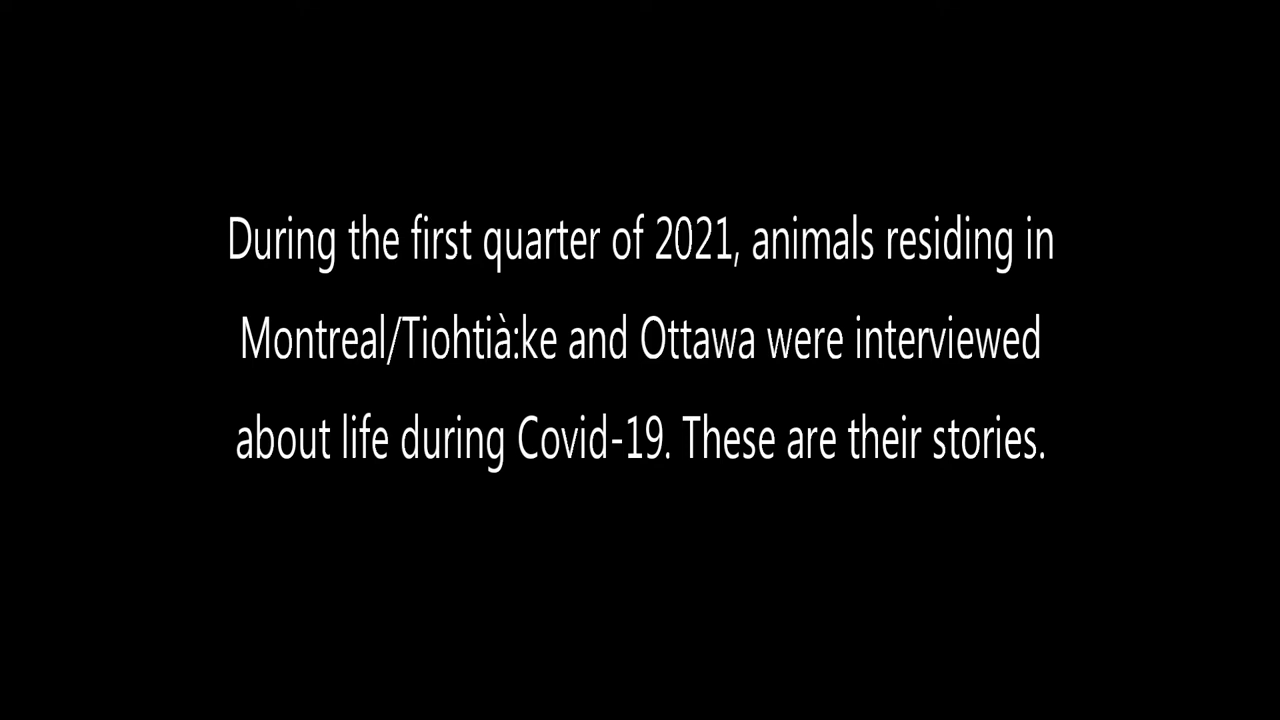 During the first quarter of 2021, animals residing in
Montreal/Tiohtià:ke and Ottawa were interviewed
about life during Covid-19. These are their stories.